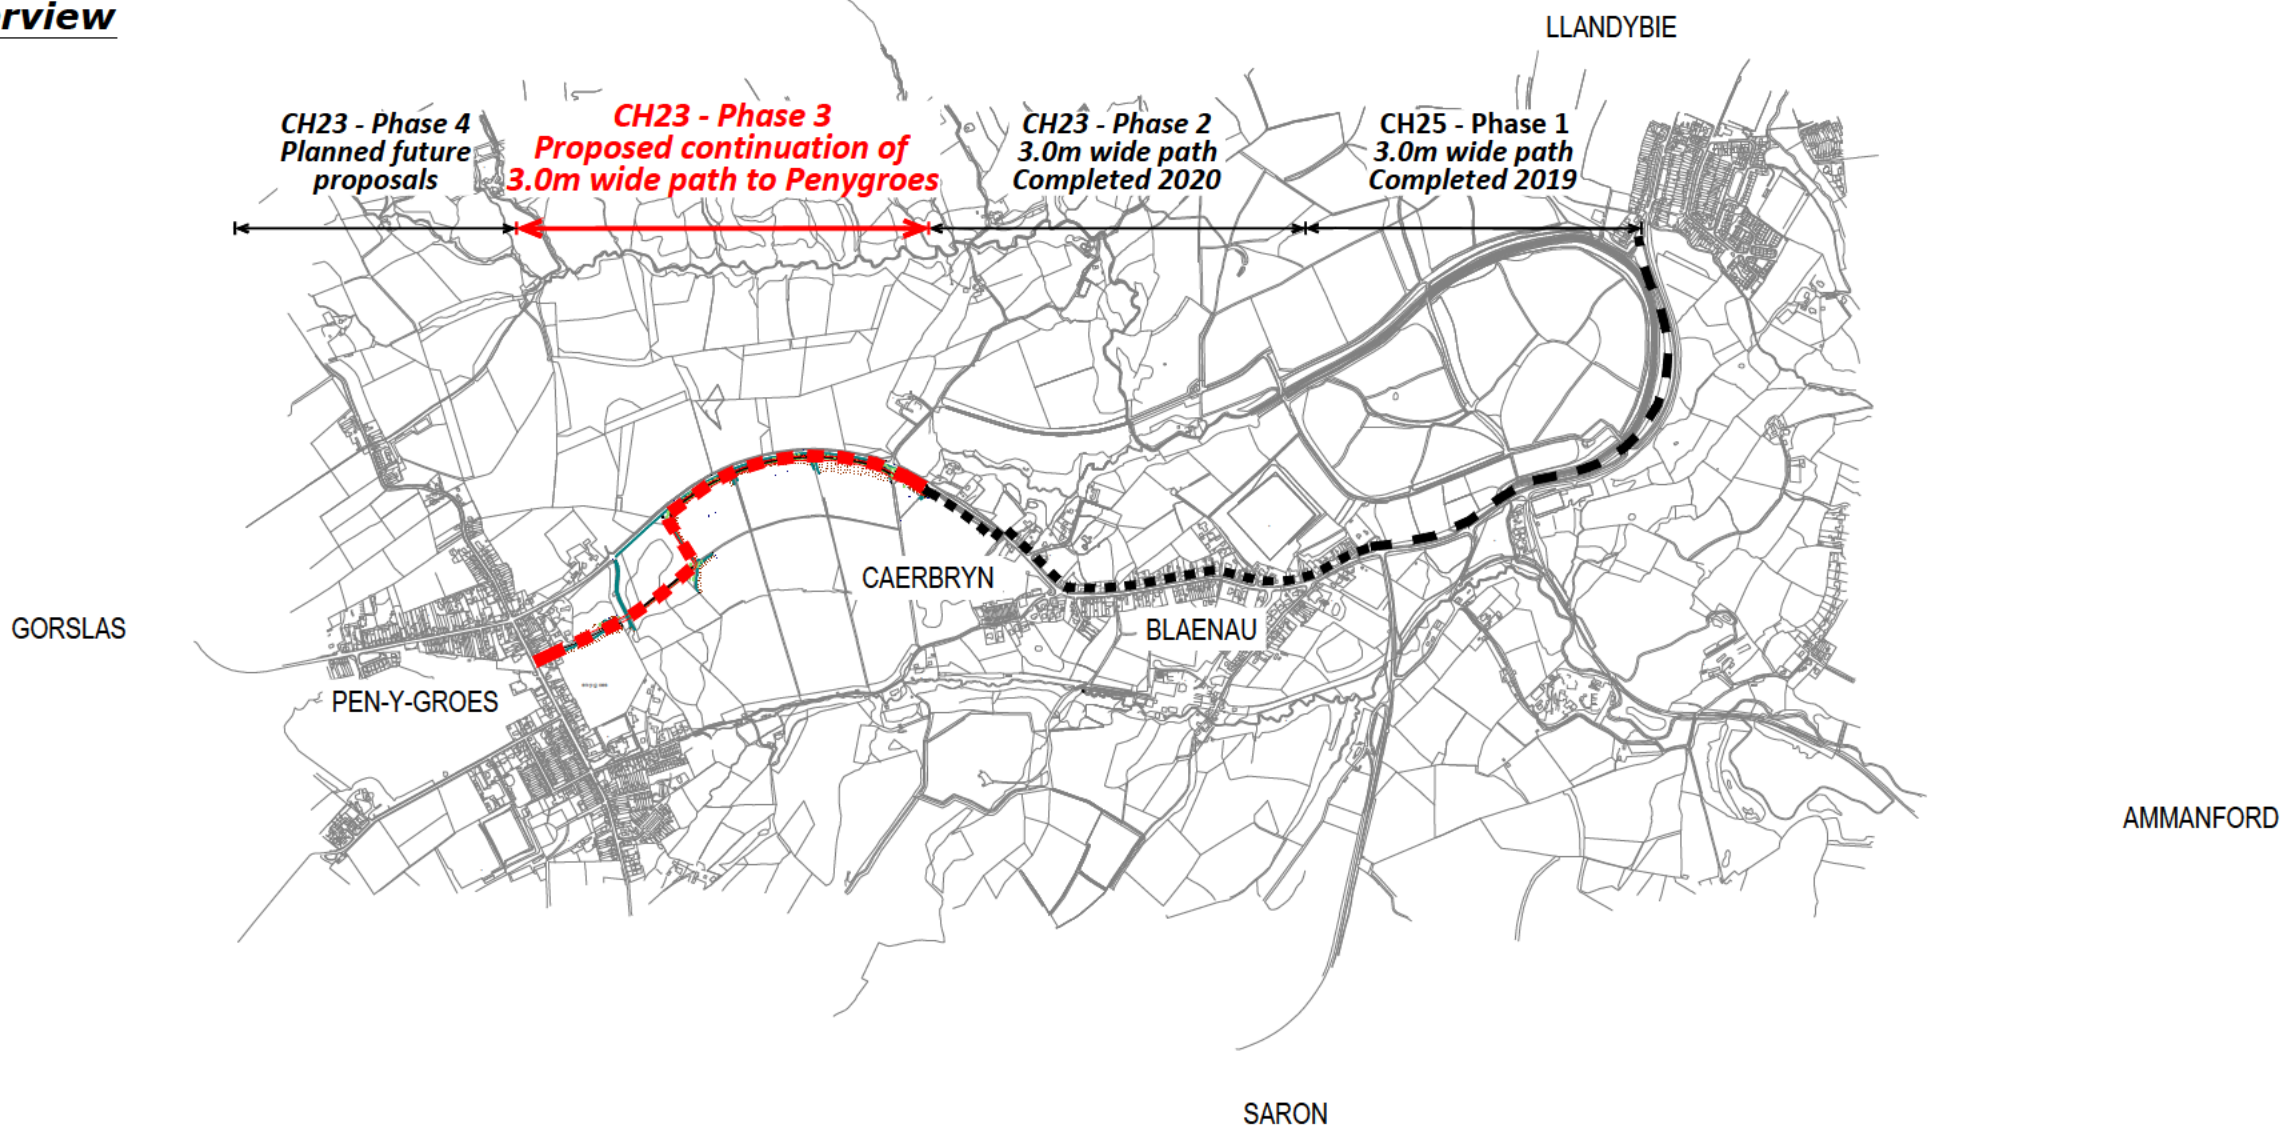 rview
LLANDYBIE
CH23 - Phase 4
Planned future
proposals
CH23 - Phase 3
Proposed continuation of
3.0m wide path to Penygroes
CH23 - Phase 2
3.0m wide path
Completed 2020
CH25 - Phase 1
3.0m wide path
Completed 2019
CAERBRYN
GORSLAS
BLAENAU
PEN-Y-GROES
AMMANFORD
SARON